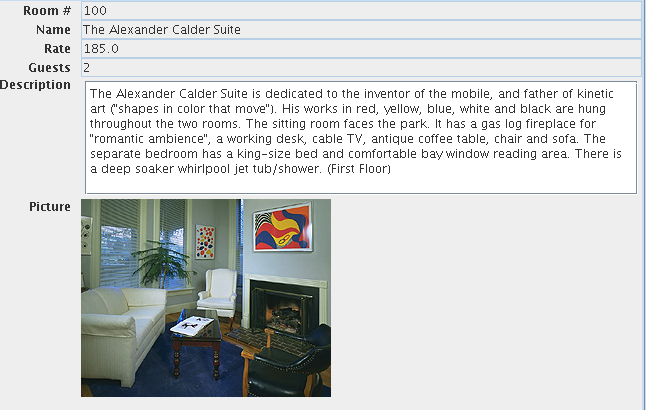 Room # 100
Name The Alexander Calder Suite
Rate 185.0
Guests 2
Description The Alexander Calder Suite is dedicated to the inventor of the mobile, and father of kinetic
art ("shapes in color that move"). His works in red, yellow, blue, white and black are hung
throughout the two rooms. The sitting room faces the park. It has a gas log fireplace for
"romantic ambience", a working desk, cable TV, antique coffee table, chair and sofa. The
separate bedroom has a king-size bed and comfortable bay window reading area. There is
a deep soaker whirlpool jet tub/shower. (First Floor)
Picture